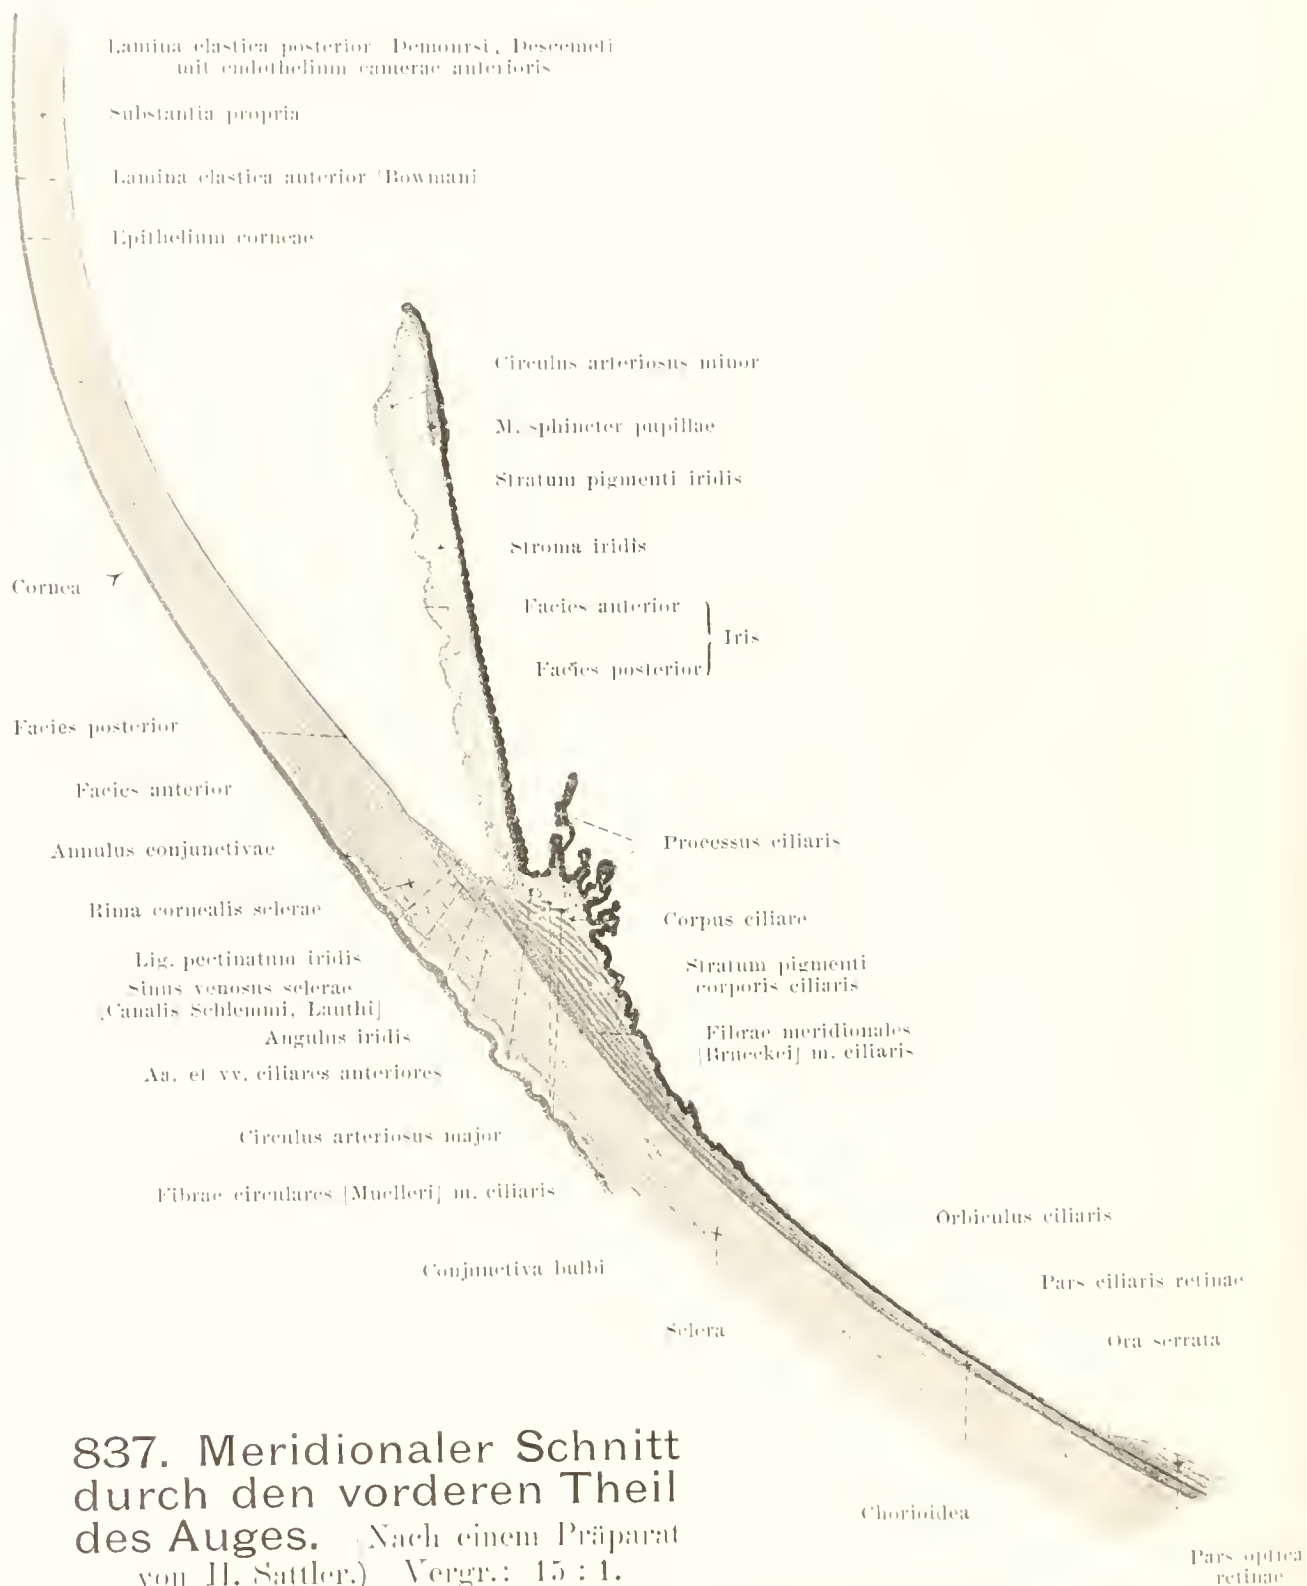 Lamina elastica posterior Demoursi, Descemeti
mit endothelium camerae anterioris
Substantia propria
Lamina elastica anterior (Bowmani
Epithelium corneae
Circulus arteriosus minor
M. sphincter pupillae
Stratum pigmenti iridis
Stroma iridis
Cornea
Facies anterior
Iris
Facies posterior
Facies posterior
Facies anterior
Annulus conjunctivae
Processus ciliaris
Rima cornealis sclerae
Corpus ciliare
Lig. pectinatum iridis
Stratum pigmenti
corporis ciliaris
Sinus venosus sclerae
[Canalis Schlemmi, Lauthi]
Angulus iridis
Fibrae meridionales
[Brueckei] m. ciliaris
Aa. et vv. ciliares anteriores
Circulus arteriosus major
Fibrae circulares [Muelleri] m. ciliaris
Orbiculus ciliaris
Conjunctiva bulbi
Pars ciliaris retinae
Sclera
Ora serrata
837. Meridionaler Schnitt
durch den vorderen Theil
des Auges. Nach einem Präparat
von H. Sattler.) Vergr.: 15 : 1.
Chorioidea
Pars optica
retinae